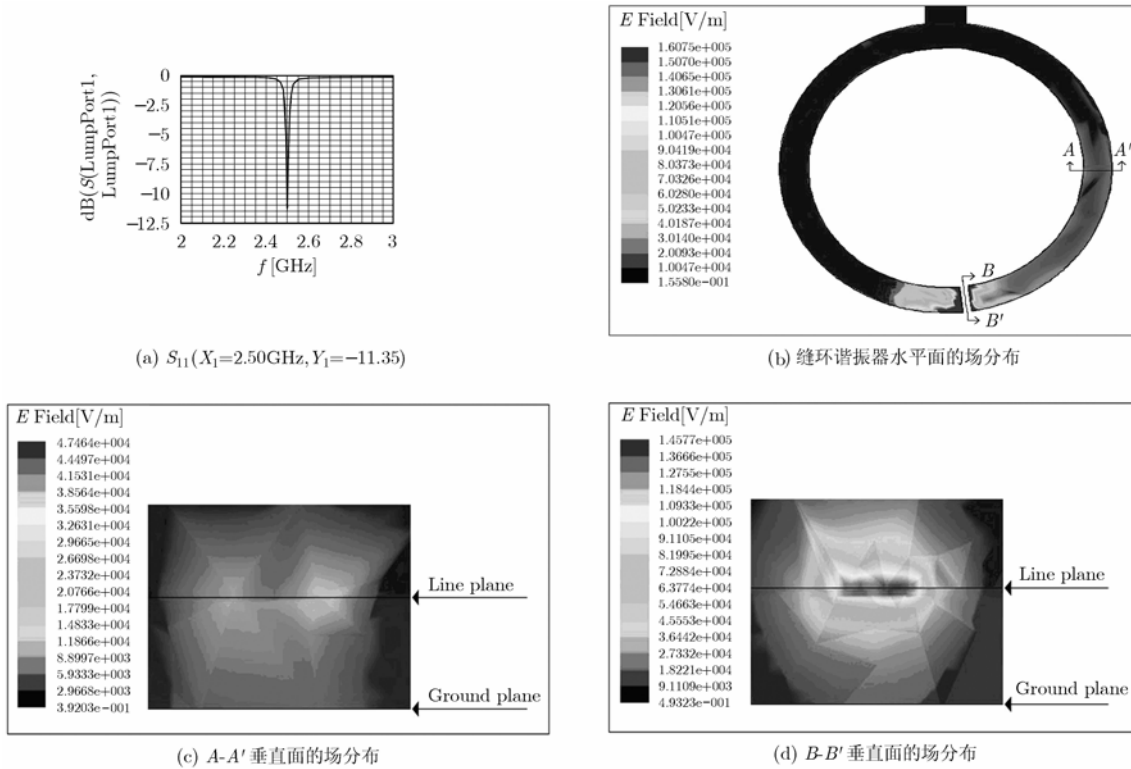 dB(S(LumpPort1,
LumpPort1))
0
−2.5
−5
−7.5
−10
−12.5
2 2.2 2.4 2.6 2.8 3
f [GHz]
(a) S11(X1=2.50GHz, Y1=−11.35)
E Field[V/m]
1.6075e+005
1.5070e+005
1.4065e+005
1.3061e+005
1.2056e+005
1.1051e+005
1.0047e+005
9.0419e+004
8.0373e+004
7.0326e+004
6.0280e+004
5.0233e+004
4.0187e+004
3.0140e+004
2.0093e+004
1.0047e+004
1.5580e−001
A A′
B
B′
(b) 缝环谐振器水平面的场分布
E Field[V/m]
4.7464e+004
4.4497e+004
4.1531e+004
3.8564e+004
3.5598e+004
3.2631e+004
2.9665e+004
2.6698e+004
2.3732e+004
2.0766e+004
1.7799e+004
1.4833e+004
1.1866e+004
8.8997e+003
5.9333e+003
2.9668e+003
3.9203e−001
Line plane
Ground plane
(c) A-A′ 垂直面的场分布
E Field[V/m]
1.4577e+005
1.3666e+005
1.2755e+005
1.1844e+005
1.0933e+005
1.0022e+005
9.1105e+004
8.1995e+004
7.2884e+004
6.3774e+004
5.4663e+004
4.5553e+004
3.6442e+004
2.7332e+004
1.8221e+004
9.1109e+003
4.9323e−001
Line plane
Ground plane
(d) B-B′ 垂直面的场分布